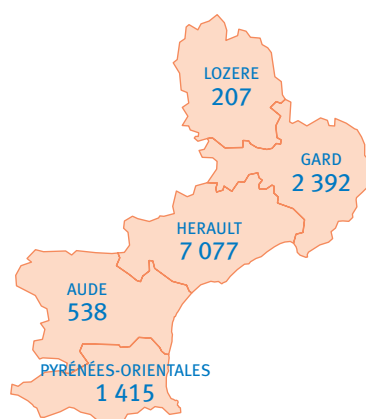 LOZERE
207
GARD
2 392
HERAULT
7 077
AUDE
538
PYRÉNÉES-ORIENTALES
1 415